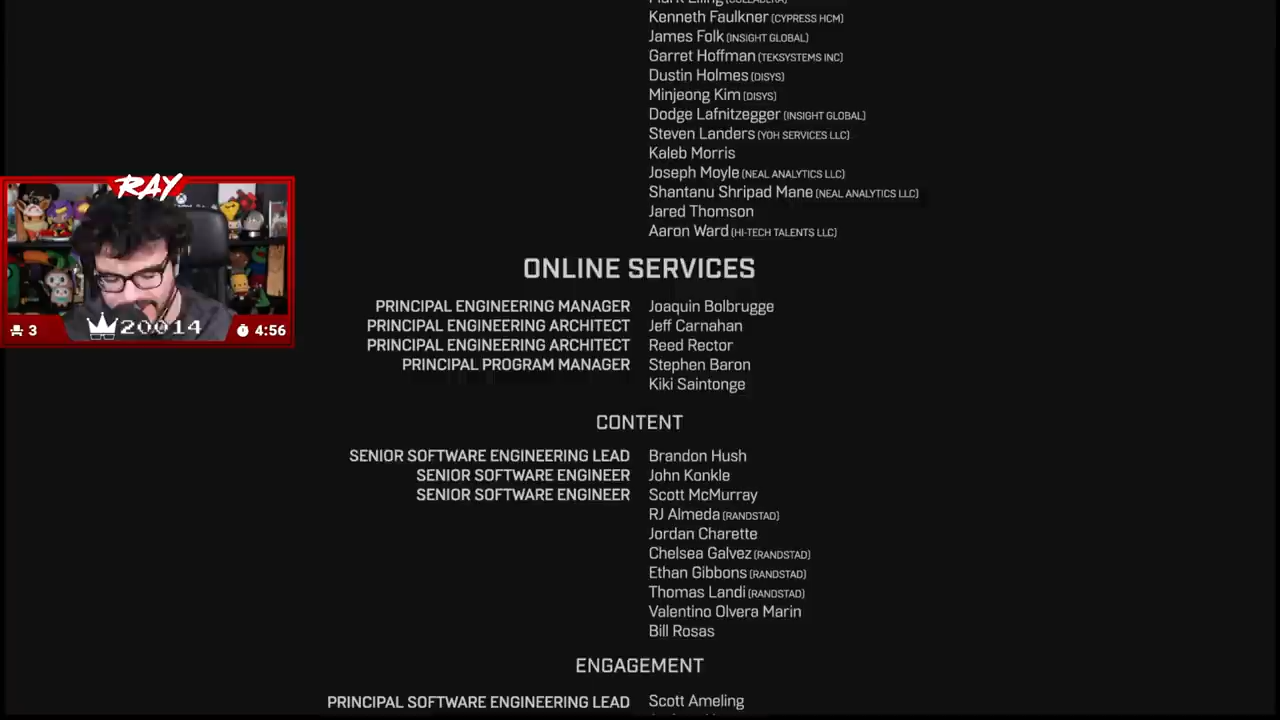 Kenneth Faulkner (CYPRESS HCM)
James Folk (INSIGHT GLOBAL)
Garret Hoffman (TEKSYSTEMS INC)
Dustin Holmes (DISYS)
Minjeong Kim (DISYS)
Dodge Lafnitzegger (INSIGHT GLOBAL)
Steven Landers (YOH SERVICES LLC)
Kaleb Morris
Joseph Moyle (NEAL ANALYTICS LLC)
Shantanu Shripad Mane (NEAL ANALYTICS LLC)
Jared Thomson
Aaron Ward (HI-TECH TALENTS LLC)
RAY
3 20014 4:56
ONLINE SERVICES
PRINCIPAL ENGINEERING MANAGER Joaquin Bolbrugge
PRINCIPAL ENGINEERING ARCHITECT Jeff Carnahan
PRINCIPAL ENGINEERING ARCHITECT Reed Rector
PRINCIPAL PROGRAM MANAGER Stephen Baron
Kiki Saintonge
CONTENT
SENIOR SOFTWARE ENGINEERING LEAD Brandon Hush
SENIOR SOFTWARE ENGINEER John Konkle
SENIOR SOFTWARE ENGINEER Scott McMurray
RJ Almeda (RANDSTAD)
Jordan Charette
Chelsea Galvez (RANDSTAD)
Ethan Gibbons (RANDSTAD)
Thomas Landi (RANDSTAD)
Valentino Olvera Marin
Bill Rosas
ENGAGEMENT
PRINCIPAL SOFTWARE ENGINEERING LEAD Scott Ameling